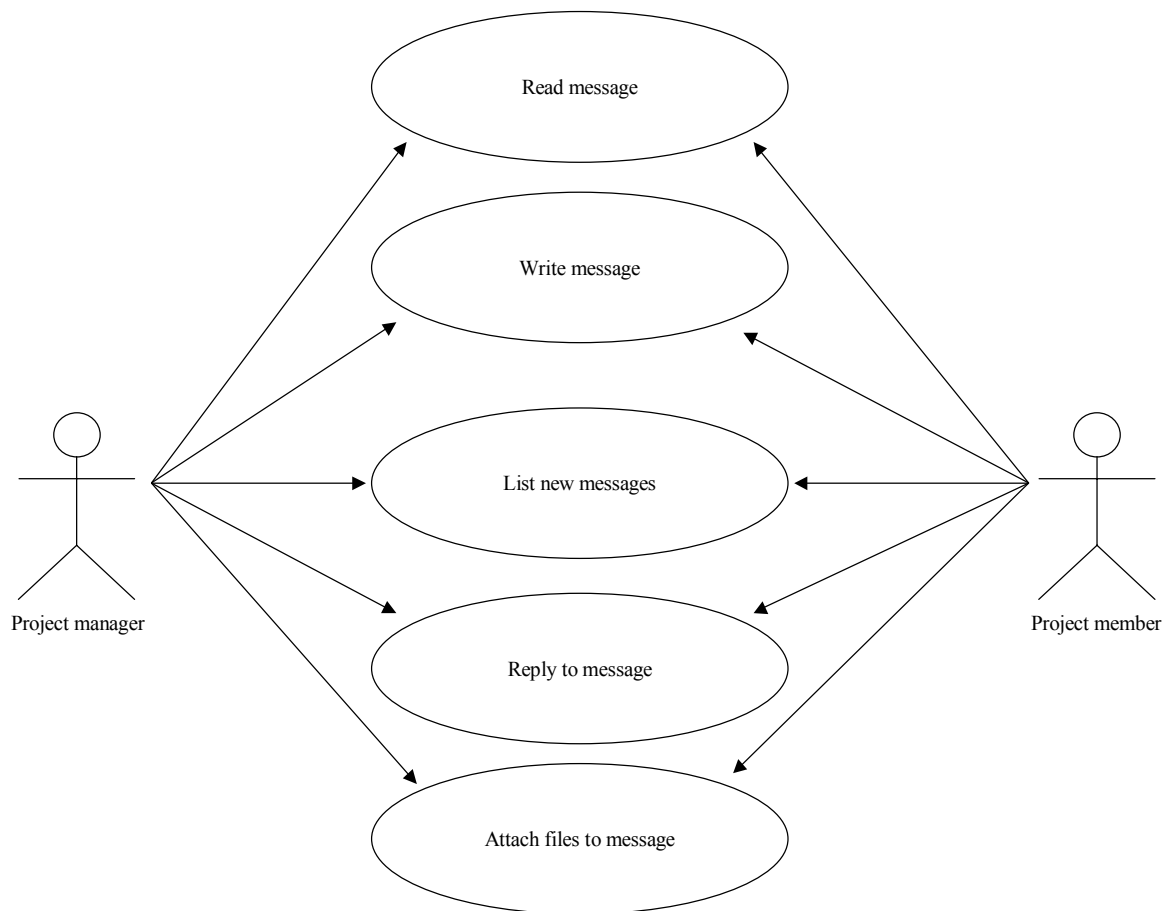 Read message
Write message
List new messages
Project manager
Project member
Reply to message
Attach files to message